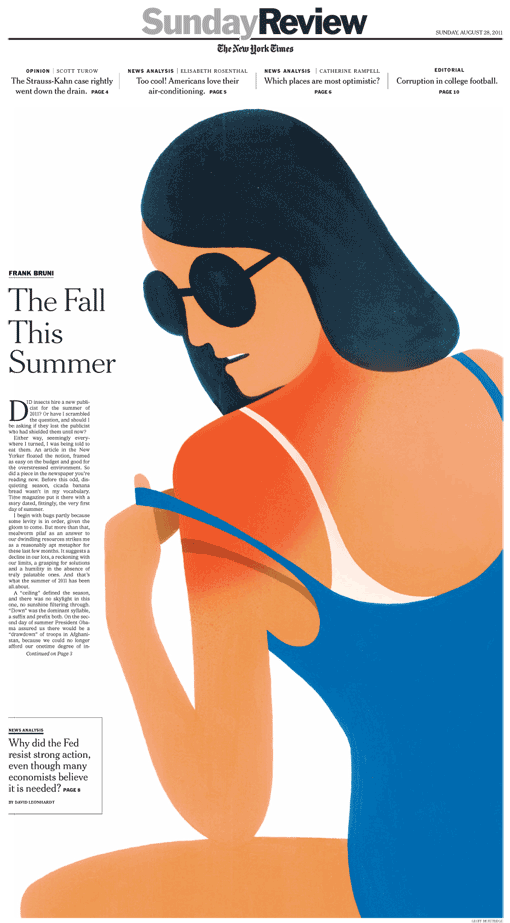 SundayReview
SUNDAY, AUGUST 28, 2011
The New York Times
OPINION | SCOTT TUROW
The Strauss-Kahn case rightly
went down the drain. PAGE 4
NEWS ANALYSIS | ELISABETH ROSENTHAL
Too cool! Americans love their
air-conditioning. PAGE 5
NEWS ANALYSIS | CATHERINE RAMPELL
Which places are most optimistic?
PAGE 6
EDITORIAL
Corruption in college football.
PAGE 10
FRANK BRUNI
The Fall
This
Summer
DID insects hire a new publi-
cist for the summer of
2011? Or have I scrambled
the question, and should I
be asking if they lost the publicist
who had shielded them until now?
Either way, seemingly every-
where I turned, I was being told to
eat them. An article in the New
Yorker floated the notion, framed
as easy on the budget and good for
the overstressed environment. So
did a piece in the newspaper you're
reading now. Before this odd, dis-
quieting season, cicada banana
bread wasn't in my vocabulary.
Time magazine put it there with a
story dated, fittingly, the very first
day of summer.
I begin with bugs partly because
some levity is in order, given the
gloom to come. But more than that,
mealworm pilaf as an answer to
our dwindling resources strikes me
as a reasonably apt metaphor for
these last few months. It suggests a
decline in our lots, a reckoning with
our limits, a grasping for solutions
and a humility in the absence of
truly palatable ones. And that's
what the summer of 2011 has been
all about.
A "ceiling" defined the season,
and there was no skylight in this
one, no sunshine filtering through.
"Down" was the dominant syllable,
a suffix and prefix both. On the sec-
ond day of summer President Oba-
ma assured us there would be a
"drawdown" of troops in Afghani-
stan, because we could no longer
afford our onetime degree of in-
Continued on Page 5
NEWS ANALYSIS
Why did the Fed
resist strong action,
even though many
economists believe
it is needed? PAGE 8
BY DAVID LEONHARDT